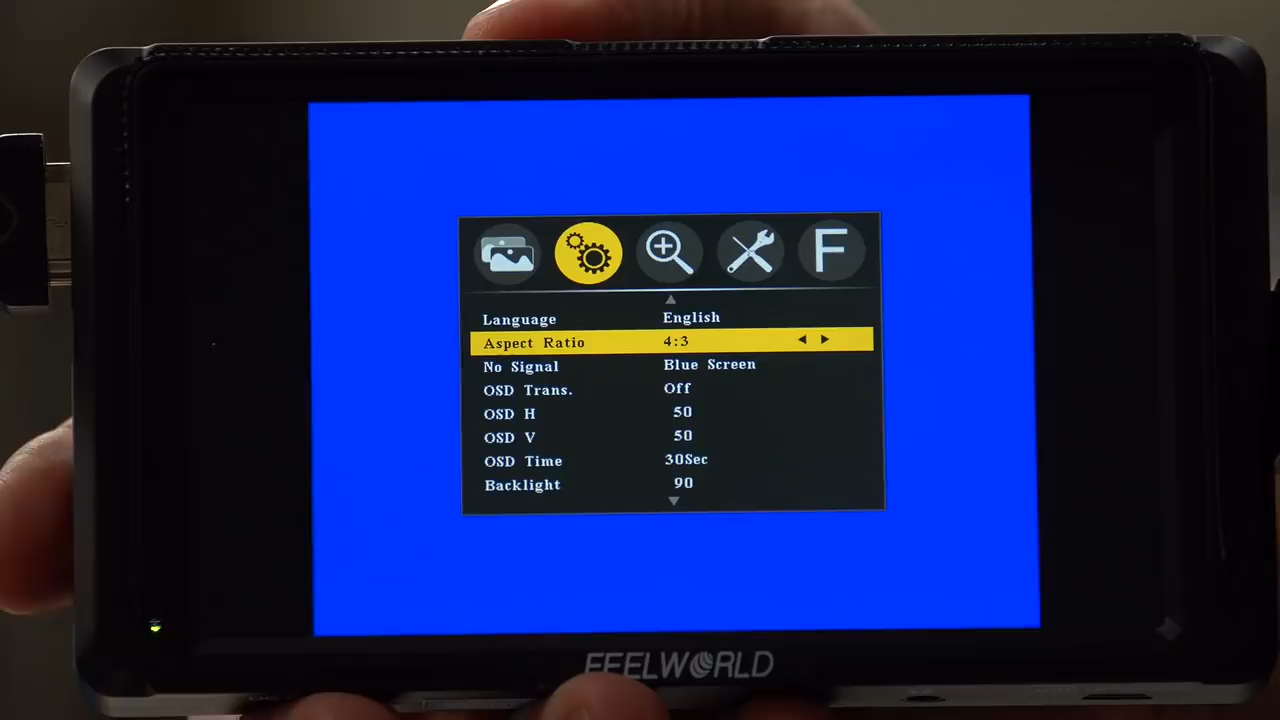 F
Language English
Aspect Ratio 4:3
No Signal Blue Screen
OSD Trans. Off
OSD H 50
OSD V 50
OSD Time 30Sec
Backlight 90
FEELWORLD